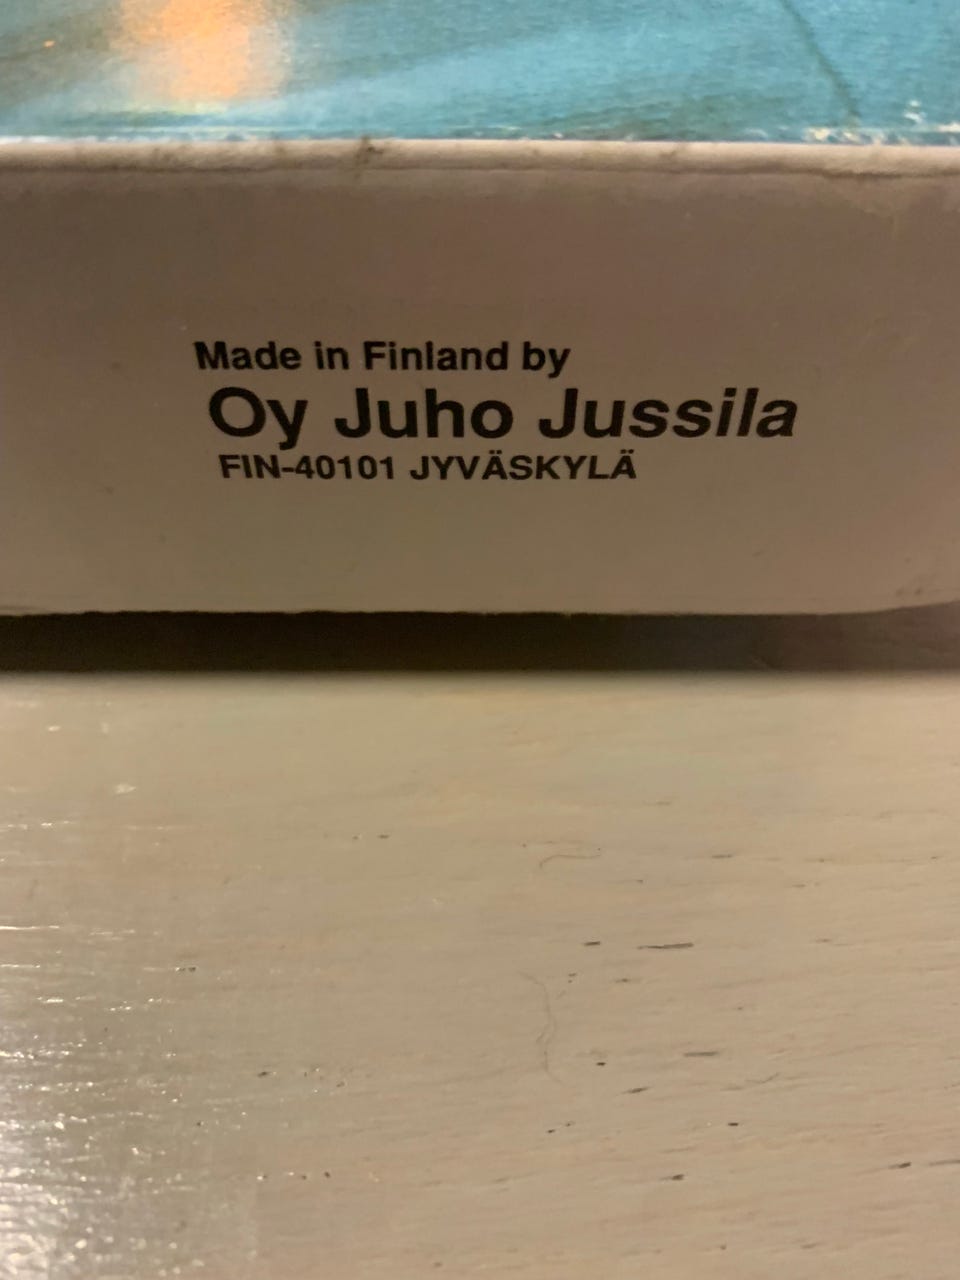 Made in Finland by
Oy Juho Jussila
FIN-40101 JYVÄSKYLÄ